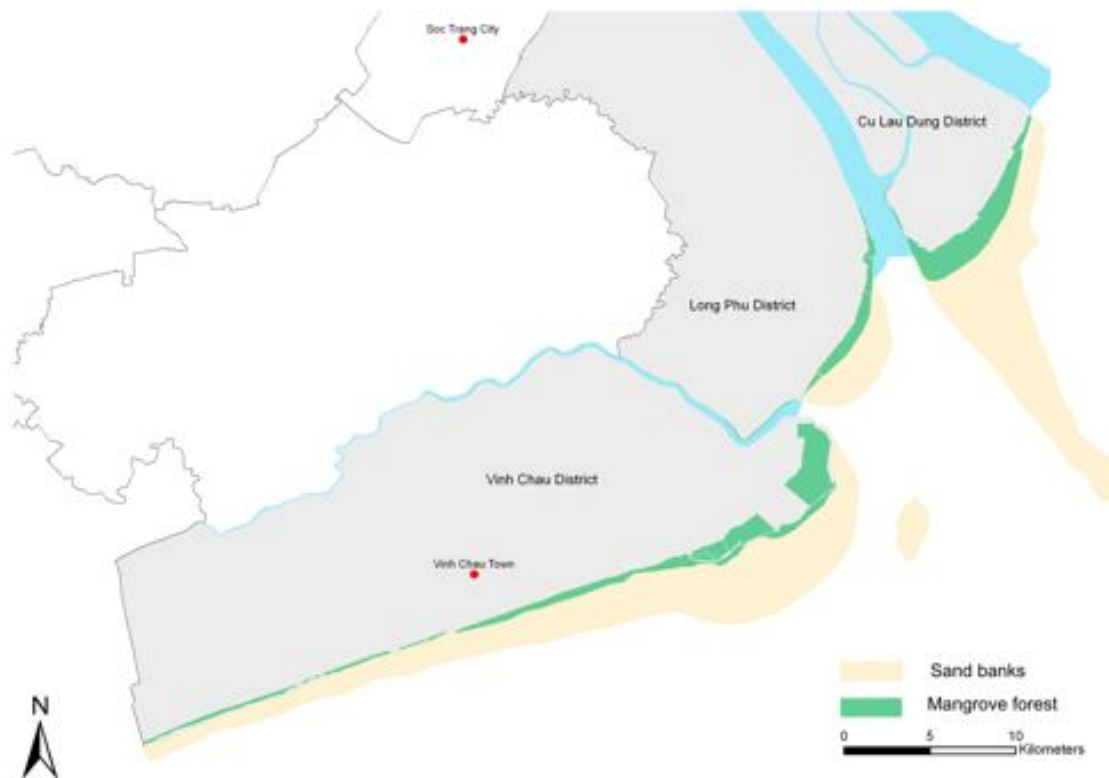 Soc Trang City
Cu Lau Dung District
Long Phu District
Vinh Chau District
Vinh Chau Town
Sand banks
Mangrove forest
N
0 5 10
Kilometers